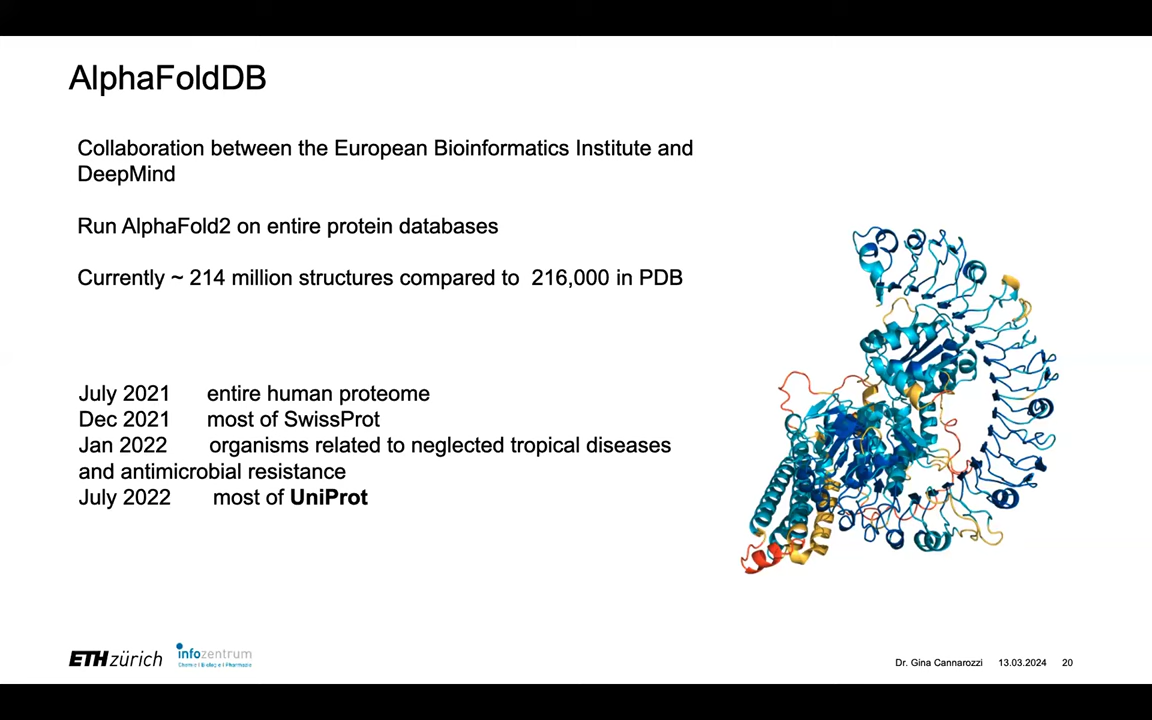 AlphaFoldDB
Collaboration between the European Bioinformatics Institute and
DeepMind
Run AlphaFold2 on entire protein databases
Currently ~ 214 million structures compared to 216,000 in PDB
July 2021 entire human proteome
Dec 2021 most of SwissProt
Jan 2022 organisms related to neglected tropical diseases
and antimicrobial resistance
July 2022 most of UniProt
ETH zürich
infozentrum
Chemie | Biologie | Pharmazie
Dr. Gina Cannarozzi 13.03.2024 20